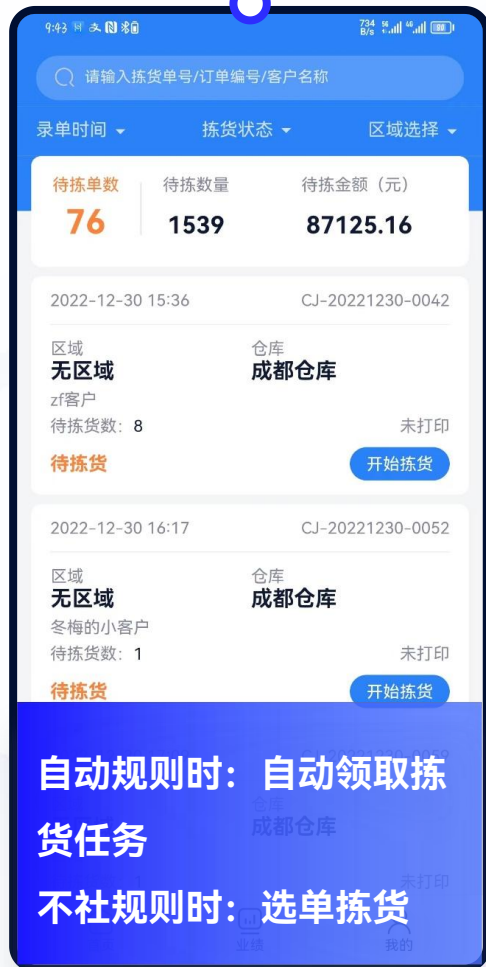 9:43
734 B/s 56 56
请输入拣货单号/订单编号/客户名称
录单时间 拣货状态 区域选择
待拣单数 待拣数量 待拣金额（元）
76 1539 87125.16
2022-12-30 15:36 CJ-20221230-0042
区域 仓库
无区域 成都仓库
zf客户
待拣货数：8 未打印
待拣货 开始拣货
2022-12-30 16:17 CJ-20221230-0052
区域 仓库
无区域 成都仓库
冬梅的小客户
待拣货数：1 未打印
待拣货 开始拣货
CJ-20221230-0059
自动规则时：自动领取拣
仓库
货任务 成都仓库
未打印
不社规则时：选单拣货
业绩 我的